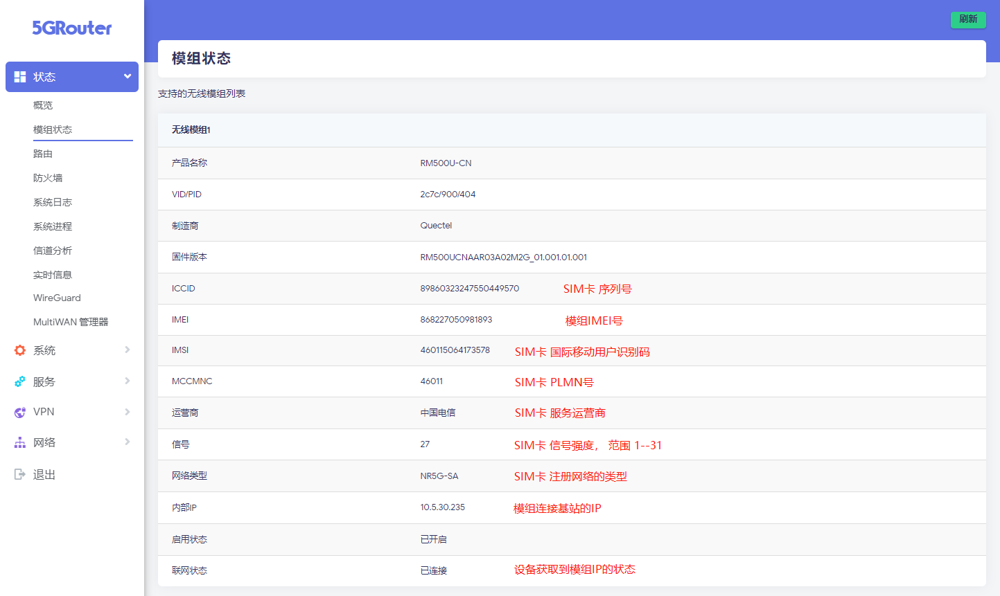 5GRouter
刷新
状态
概览
模组状态
路由
防火墙
系统日志
系统进程
信道分析
实时信息
WireGuard
MultiWAN 管理器
系统
服务
VPN
网络
退出
模组状态
支持的无线模组列表
无线模组1
产品名称 RM500U-CN
VID/PID 2c7c/900/404
制造商 Quectel
固件版本 RM500UCNAAR03A02M2G_01.001.01.001
ICCID 89860323247550449570 SIM卡 序列号
IMEI 868227050981893 模组IMEI号
IMSI 460115064173578 SIM卡 国际移动用户识别码
MCCMNC 46011 SIM卡 PLMN号
运营商 中国电信 SIM卡 服务运营商
信号 27 SIM卡 信号强度， 范围 1--31
网络类型 NR5G-SA SIM卡 注册网络的类型
内部IP 10.5.30.235 模组连接基站的IP
启用状态 已开启
联网状态 已连接 设备获取到模组IP的状态